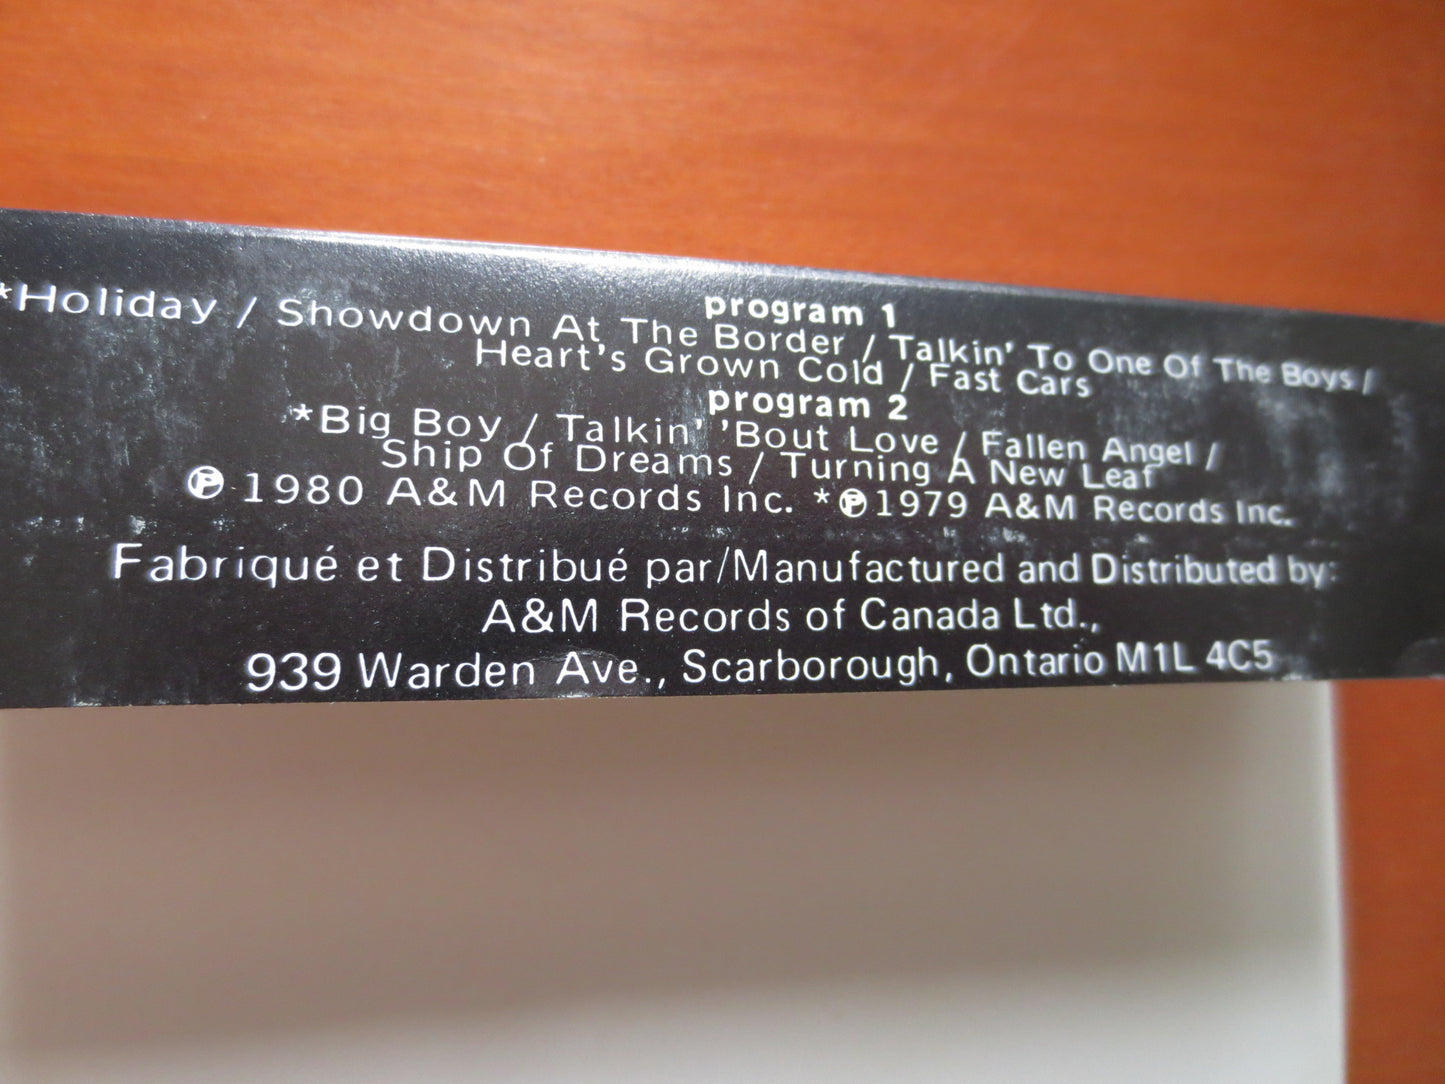 program 1
*Holiday / Showdown At The Border / Talkin' To One Of The Boys /
Heart's Grown Cold / Fast Cars
program 2
*Big Boy / Talkin' 'Bout Love / Fallen Angel /
Ship Of Dreams / Turning A New Leaf
℗ 1980 A&M Records Inc. *℗ 1979 A&M Records Inc.
Fabriqué et Distribué par/Manufactured and Distributed by:
A&M Records of Canada Ltd.,
939 Warden Ave., Scarborough, Ontario M1L 4C5